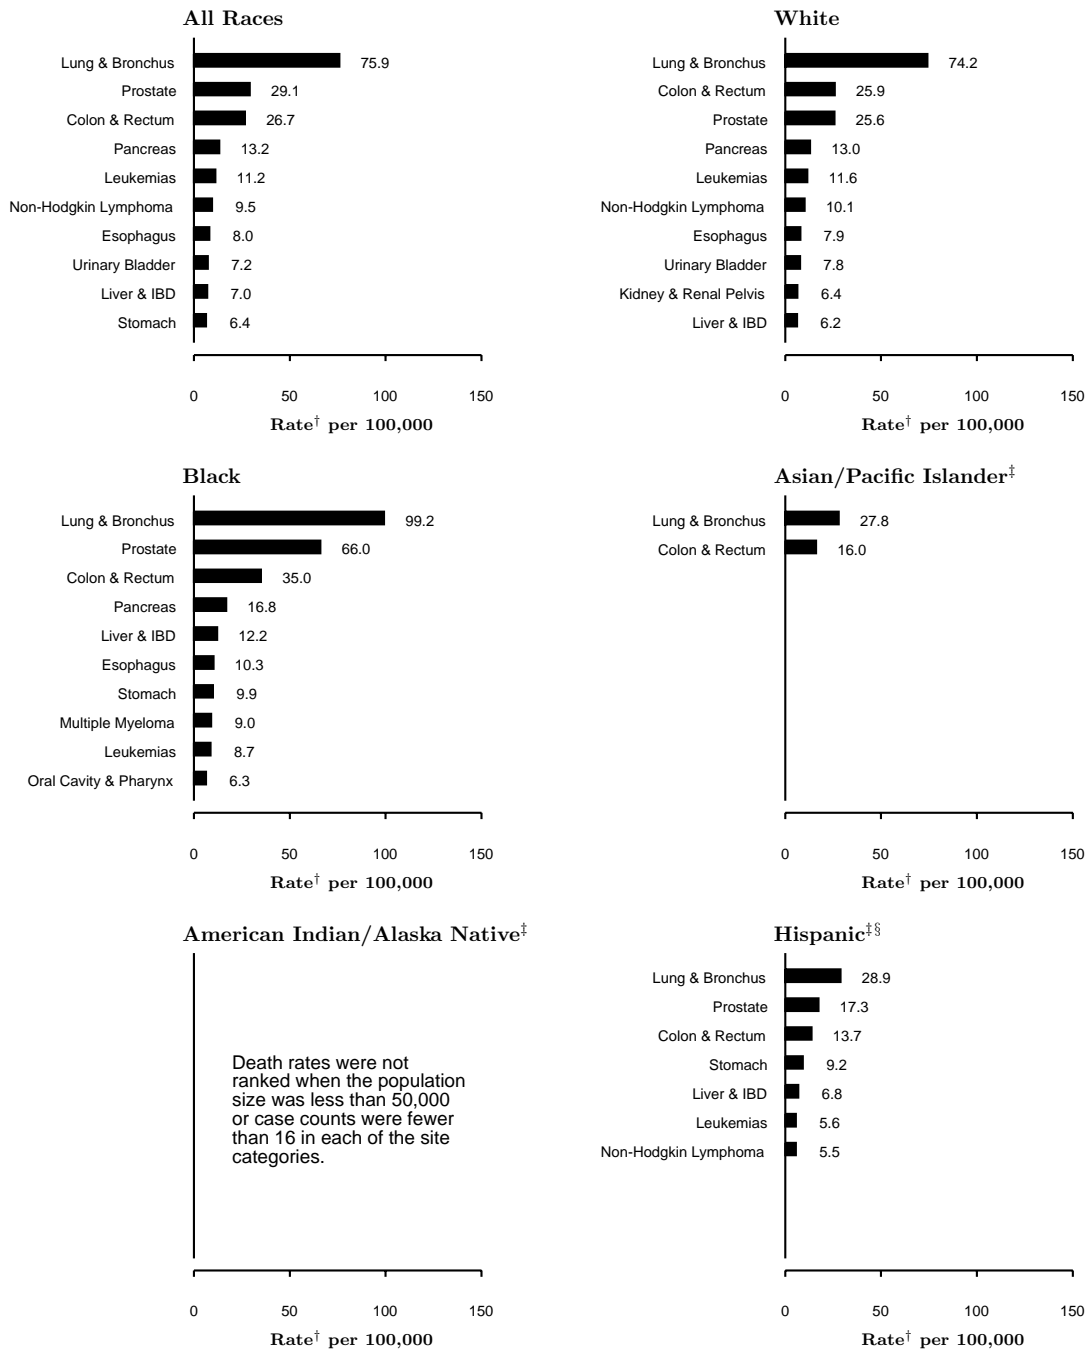 All Races
Lung & Bronchus 75.9
Prostate 29.1
Colon & Rectum 26.7
Pancreas 13.2
Leukemias 11.2
Non-Hodgkin Lymphoma 9.5
Esophagus 8.0
Urinary Bladder 7.2
Liver & IBD 7.0
Stomach 6.4
0 50 100 150
Rate† per 100,000
White
Lung & Bronchus 74.2
Colon & Rectum 25.9
Prostate 25.6
Pancreas 13.0
Leukemias 11.6
Non-Hodgkin Lymphoma 10.1
Esophagus 7.9
Urinary Bladder 7.8
Kidney & Renal Pelvis 6.4
Liver & IBD 6.2
0 50 100 150
Rate† per 100,000
Black
Lung & Bronchus 99.2
Prostate 66.0
Colon & Rectum 35.0
Pancreas 16.8
Liver & IBD 12.2
Esophagus 10.3
Stomach 9.9
Multiple Myeloma 9.0
Leukemias 8.7
Oral Cavity & Pharynx 6.3
0 50 100 150
Rate† per 100,000
Asian/Pacific Islander‡
Lung & Bronchus 27.8
Colon & Rectum 16.0
0 50 100 150
Rate† per 100,000
American Indian/Alaska Native‡
Death rates were not
ranked when the population
size was less than 50,000
or case counts were fewer
than 16 in each of the site
categories.
0 50 100 150
Rate† per 100,000
Hispanic‡§
Lung & Bronchus 28.9
Prostate 17.3
Colon & Rectum 13.7
Stomach 9.2
Liver & IBD 6.8
Leukemias 5.6
Non-Hodgkin Lymphoma 5.5
0 50 100 150
Rate† per 100,000